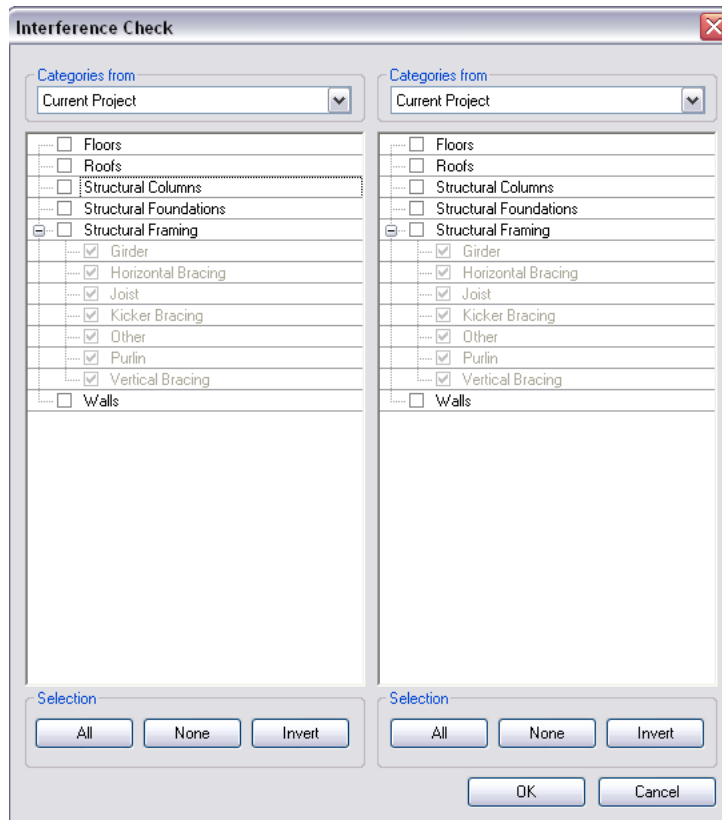 Interference Check
Categories from
Current Project
Floors
Roofs
Structural Columns
Structural Foundations
Structural Framing
Girder
Horizontal Bracing
Joist
Kicker Bracing
Other
Purlin
Vertical Bracing
Walls
Selection
All None Invert
Categories from
Current Project
Floors
Roofs
Structural Columns
Structural Foundations
Structural Framing
Girder
Horizontal Bracing
Joist
Kicker Bracing
Other
Purlin
Vertical Bracing
Walls
Selection
All None Invert
OK Cancel